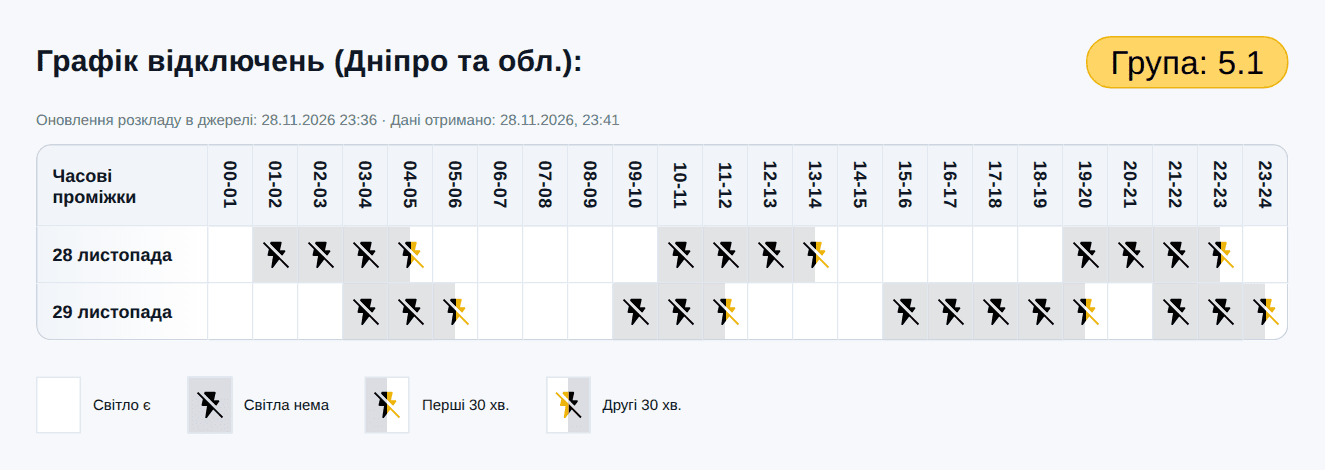 Графік відключень (Дніпро та обл.):
Група: 5.1
Оновлення розкладу в джерелі: 28.11.2026 23:36 · Дані отримано: 28.11.2026, 23:41
Часові
проміжки
00-01
01-02
02-03
03-04
04-05
05-06
06-07
07-08
08-09
09-10
10-11
11-12
12-13
13-14
14-15
15-16
16-17
17-18
18-19
19-20
20-21
21-22
22-23
23-24
28 листопада
29 листопада
Світло є
Світла нема
Перші 30 хв.
Другі 30 хв.